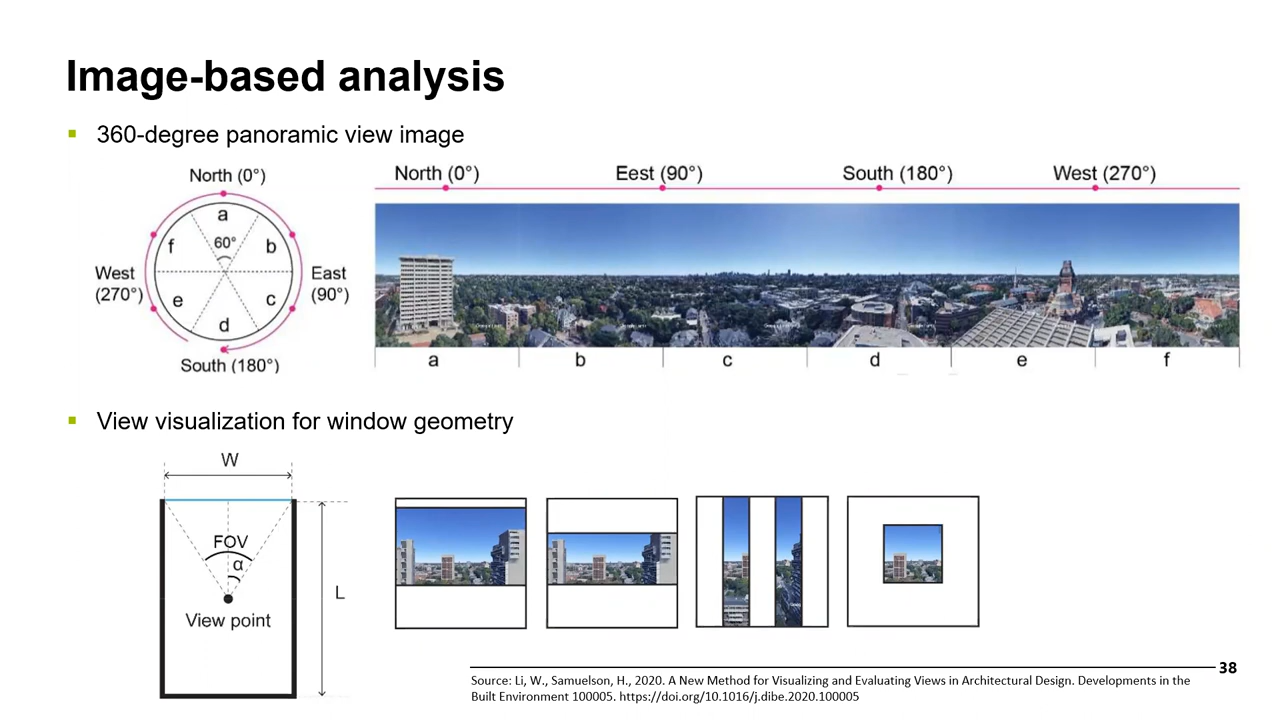 Image-based analysis
360-degree panoramic view image
North (0°)
a
60°
f
b
West
(270°)
East
(90°)
e
c
d
South (180°)
North (0°)
Eest (90°)
South (180°)
West (270°)
a
b
c
d
e
f
View visualization for window geometry
W
FOV
α
L
View point
38
Source: Li, W., Samuelson, H., 2020. A New Method for Visualizing and Evaluating Views in Architectural Design. Developments in the
Built Environment 100005. https://doi.org/10.1016/j.dibe.2020.100005